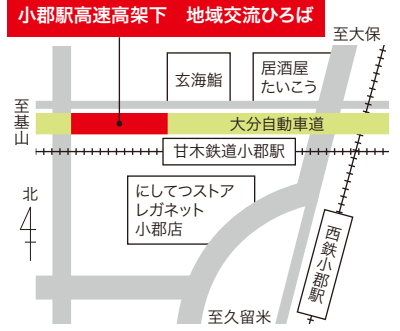 小郡駅高速高架下 地域交流ひろば
至大保
玄海鮨
居酒屋
たいこう
至基山
大分自動車道
甘木鉄道小郡駅
北
にしてつストア
レガネット
小郡店
西鉄小郡駅
至久留米